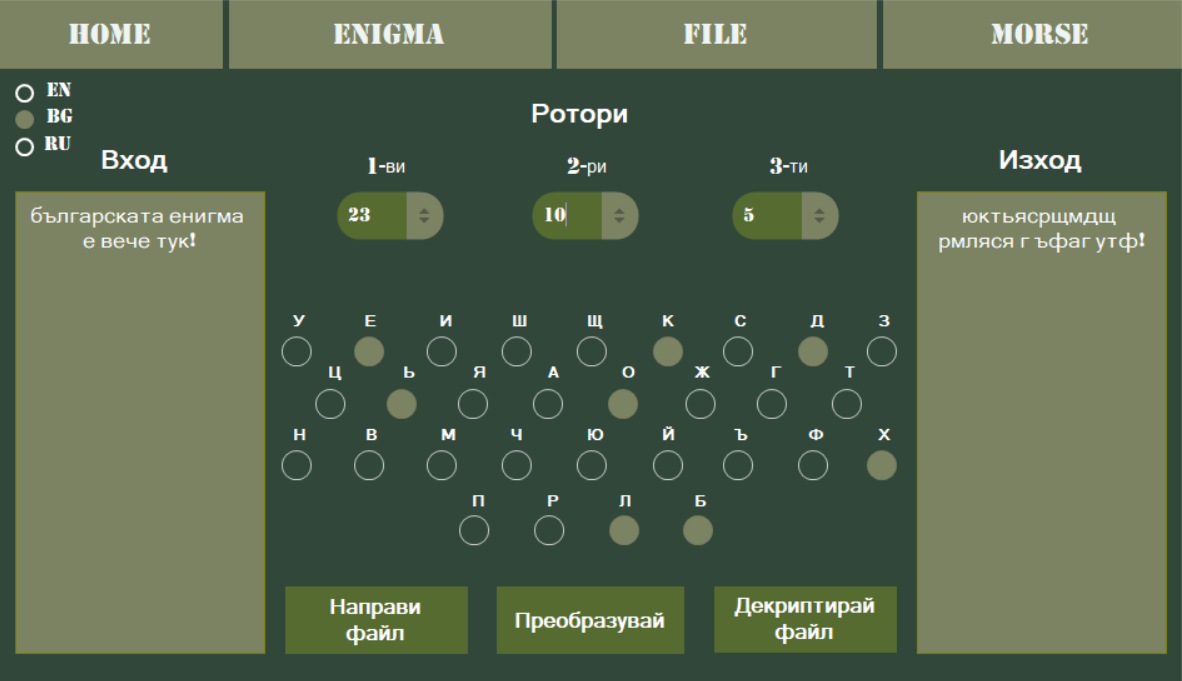 HOME ENIGMA FILE MORSE
EN
BG
RU
Ротори
Вход
Изход
1-ви 2-ри 3-ти
23 10 5
българската енигма
е вече тук!
юктьясрщмдщ
рмляся г ъфаг утф!
У Е И Ш Щ К С Д З
Ц Ь Я А О Ж Г Т
Н В М Ч Ю Й Ъ Ф Х
П Р Л Б
Направи
файл
Преобразувай
Декриптирай
файл